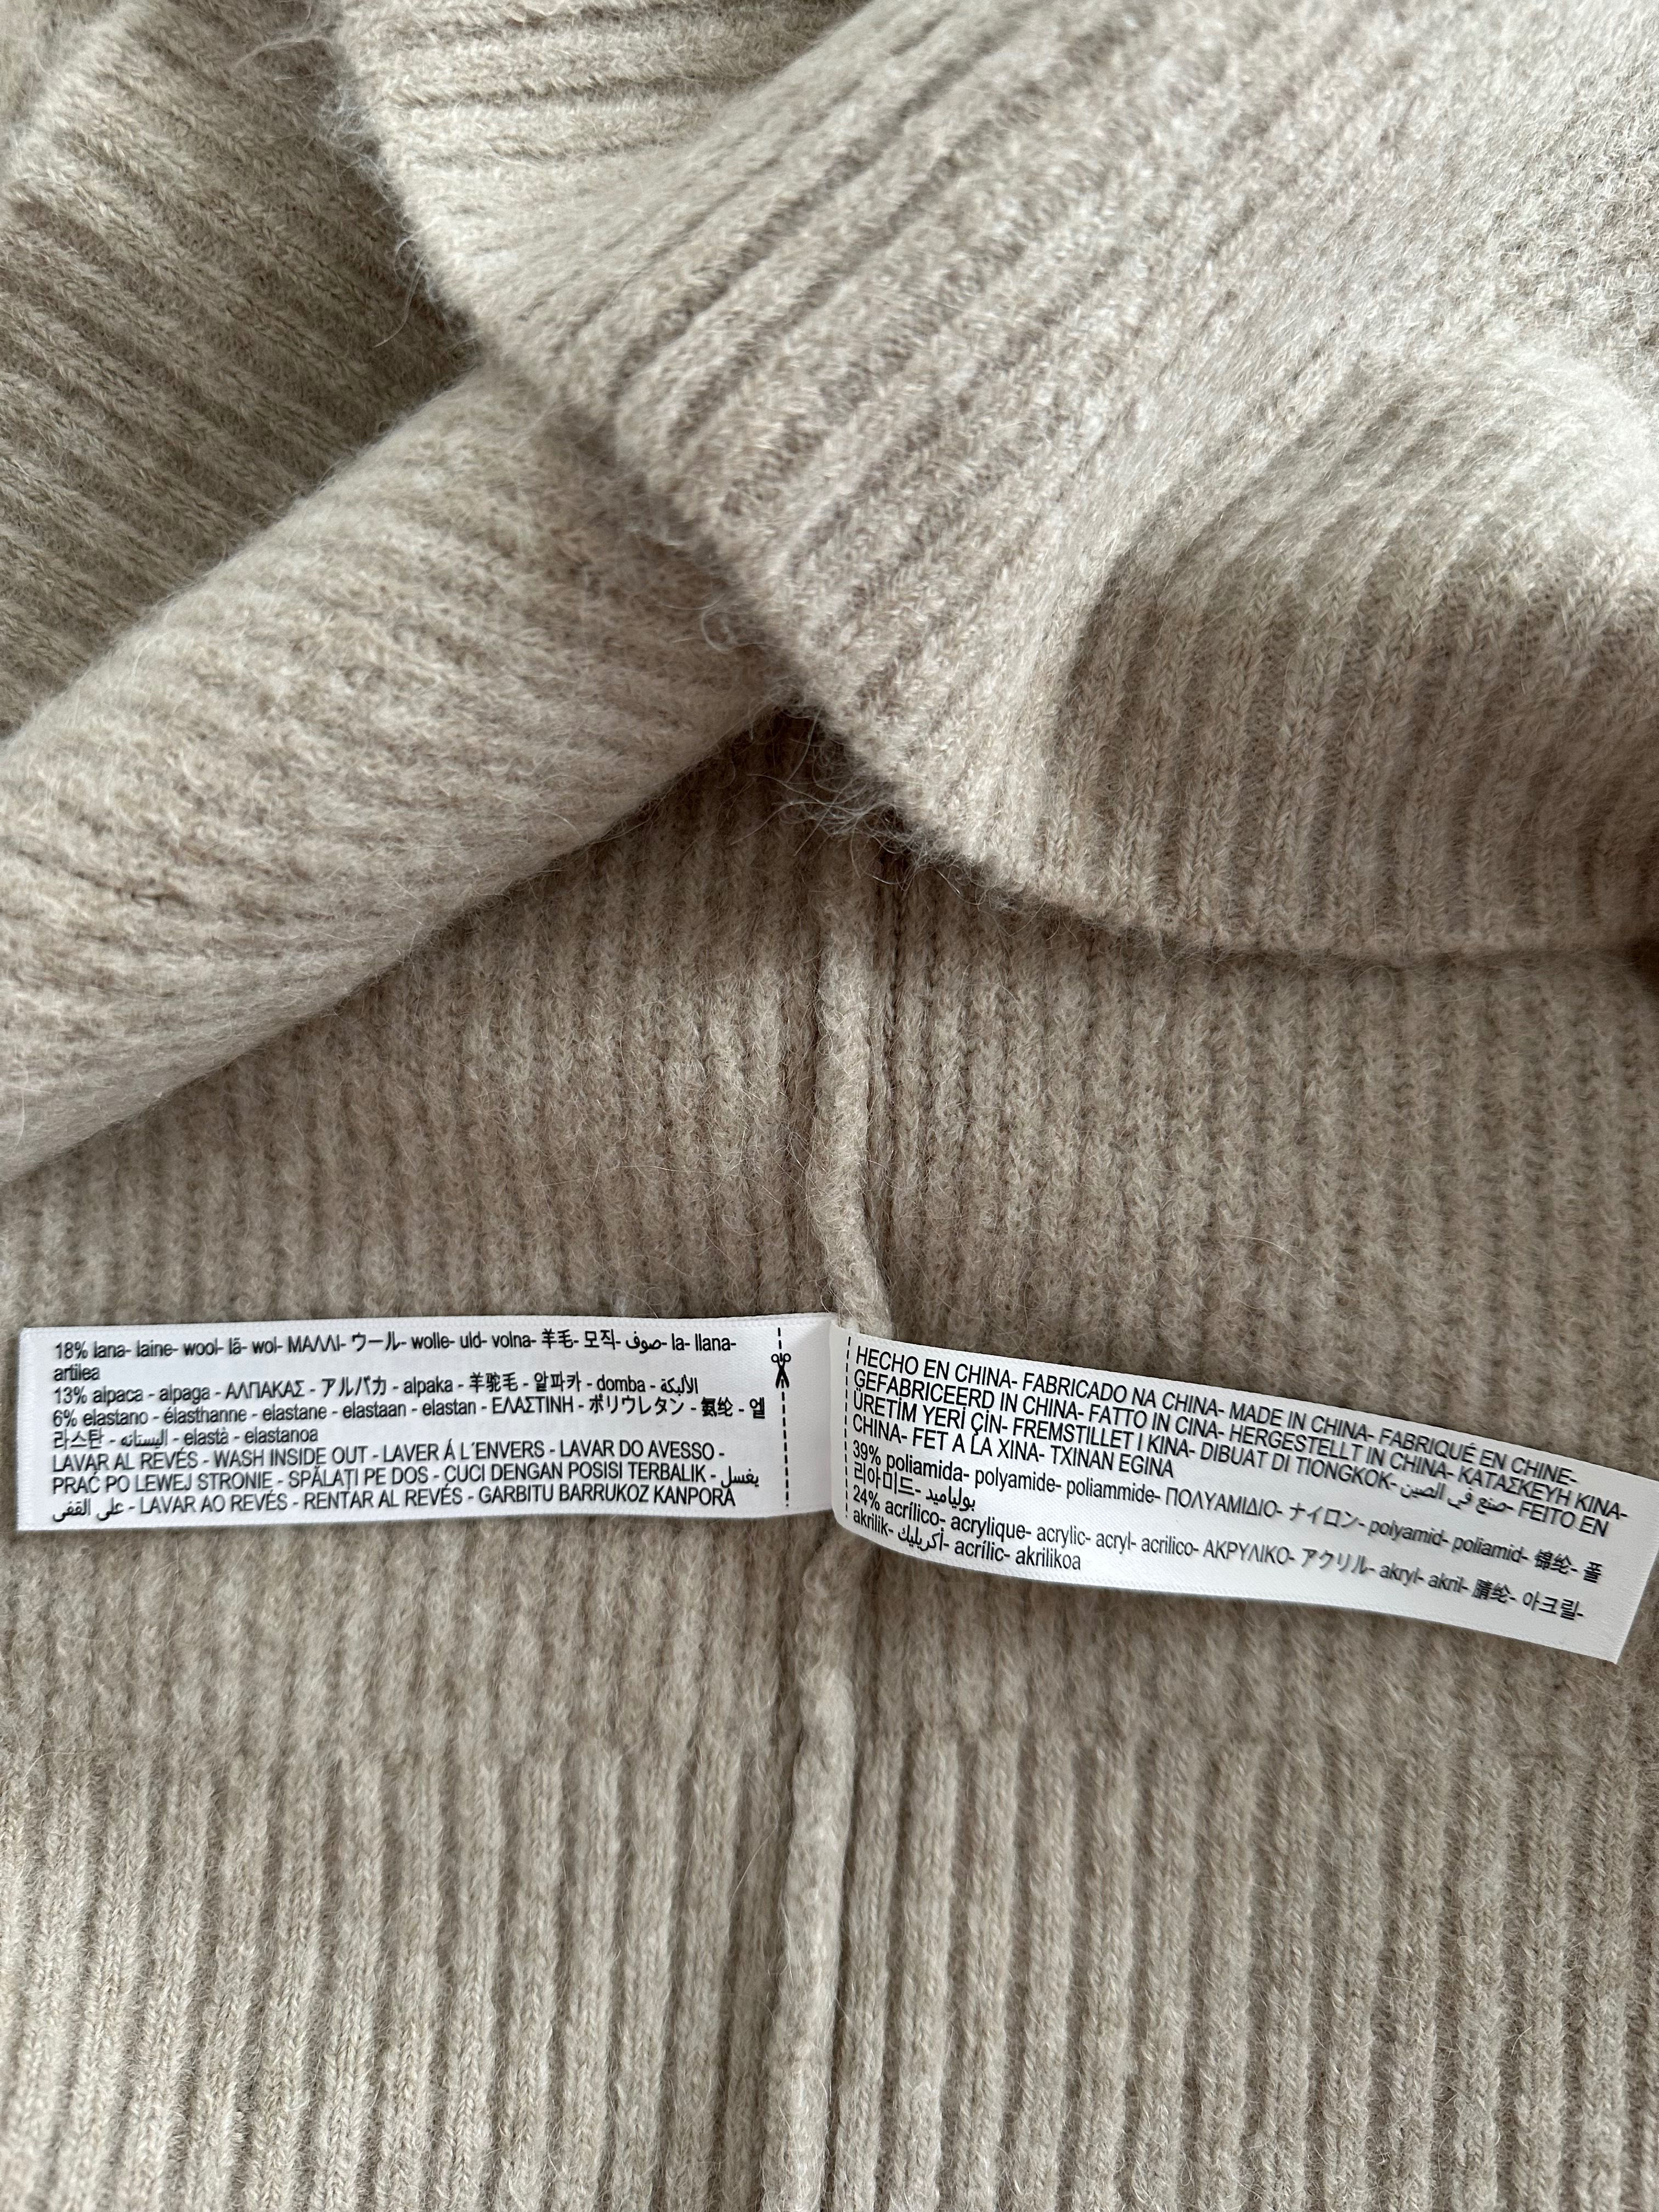 18% lana- laine- wool- lã- wol- ΜΑΛΛΙ- ウール- wolle- uld- volna- 羊毛- 모직- صوف- la- llana-
artilea
13% alpaca - alpaga - ΑΛΠΑΚΑΣ - アルパカ - alpaka - 羊驼毛 - 알파카 - domba - الألبكة
6% elastano - élasthanne - elastane - elastaan - elastan - ΕΛΑΣΤΙΝΗ - ポリウレタン - 氨纶 - 엘
라스탄 - اليستانه - elastà - elastanoa
LAVAR AL REVÉS - WASH INSIDE OUT - LAVER Á L´ENVERS - LAVAR DO AVESSO -
PRAĆ PO LEWEJ STRONIE - SPĂLAȚI PE DOS - CUCI DENGAN POSISI TERBALIK - يغسل
على القفى - LAVAR AO REVÉS - RENTAR AL REVÉS - GARBITU BARRUKOZ KANPORA
HECHO EN CHINA- FABRICADO NA CHINA- MADE IN CHINA- FABRIQUÉ EN CHINE-
GEFABRICEERD IN CHINA- FATTO IN CINA- HERGESTELLT IN CHINA- ΚΑΤΑΣΚΕΥΗ ΚΙΝΑ-
ÜRETİM YERİ ÇİN- FREMSTILLET I KINA- DIBUAT DI TIONGKOK- صنع في الصين- FEITO EN
CHINA- FET A LA XINA- TXINAN EGINA
39% poliamida- polyamide- poliammide- ΠΟΛΥΑΜΙΔΙΟ- ナイロン- polyamid- poliamid- 锦纶- 폴
리아미드- بولياميد
24% acrílico- acrylique- acrylic- acryl- acrilico- ΑΚΡΥΛΙΚΟ- アクリル- akryl- akril- 腈纶- 아크릴-
akrilik- أكريليك- acrílic- akrilikoa